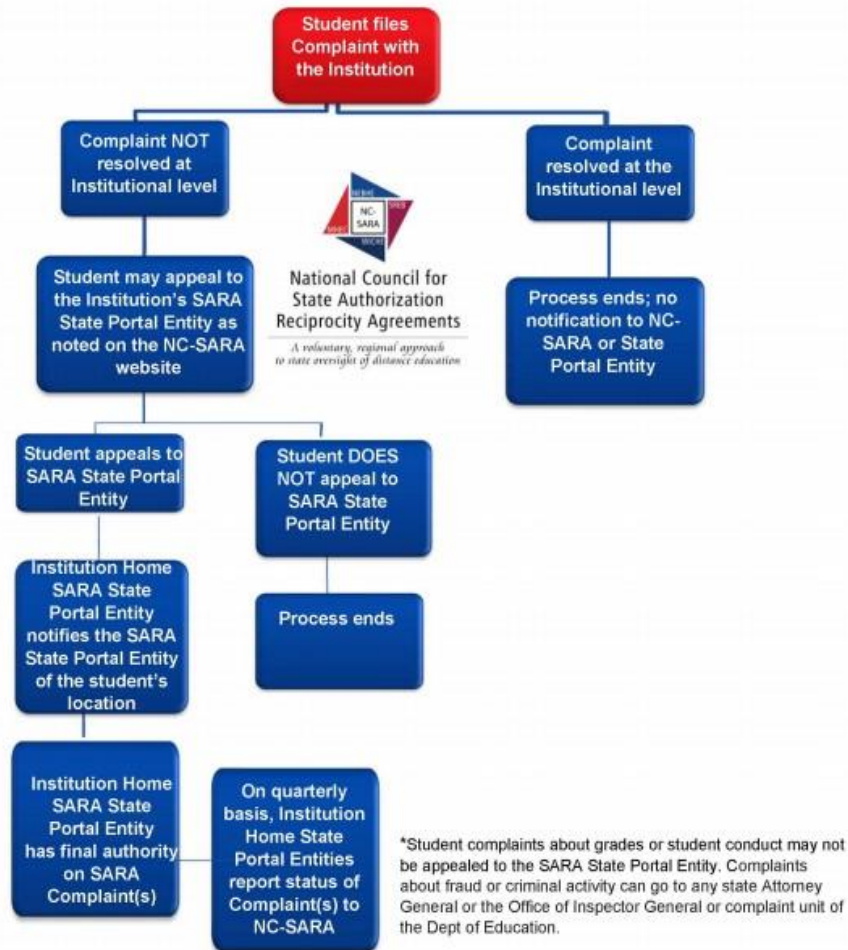 Student files
Complaint with
the Institution
Complaint NOT
resolved at
Institutional level
Complaint
resolved at the
Institutional level
NEBHE
NC-
SARA
SREB
MHEC
WICHE
National Council for
State Authorization
Reciprocity Agreements
A voluntary, regional approach
to state oversight of distance education
Student may appeal to
the Institution's SARA
State Portal Entity as
noted on the NC-SARA
website
Process ends; no
notification to NC-
SARA or State
Portal Entity
Student appeals to
SARA State Portal
Entity
Student DOES
NOT appeal to
SARA State
Portal Entity
Institution Home
SARA State
Portal Entity
notifies the SARA
State Portal Entity
of the student's
location
Process ends
Institution Home
SARA State
Portal Entity
has final authority
on SARA
Complaint(s)
On quarterly
basis, Institution
Home State
Portal Entities
report status of
Complaint(s) to
NC-SARA
*Student complaints about grades or student conduct may not
be appealed to the SARA State Portal Entity. Complaints
about fraud or criminal activity can go to any state Attorney
General or the Office of Inspector General or complaint unit of
the Dept of Education.